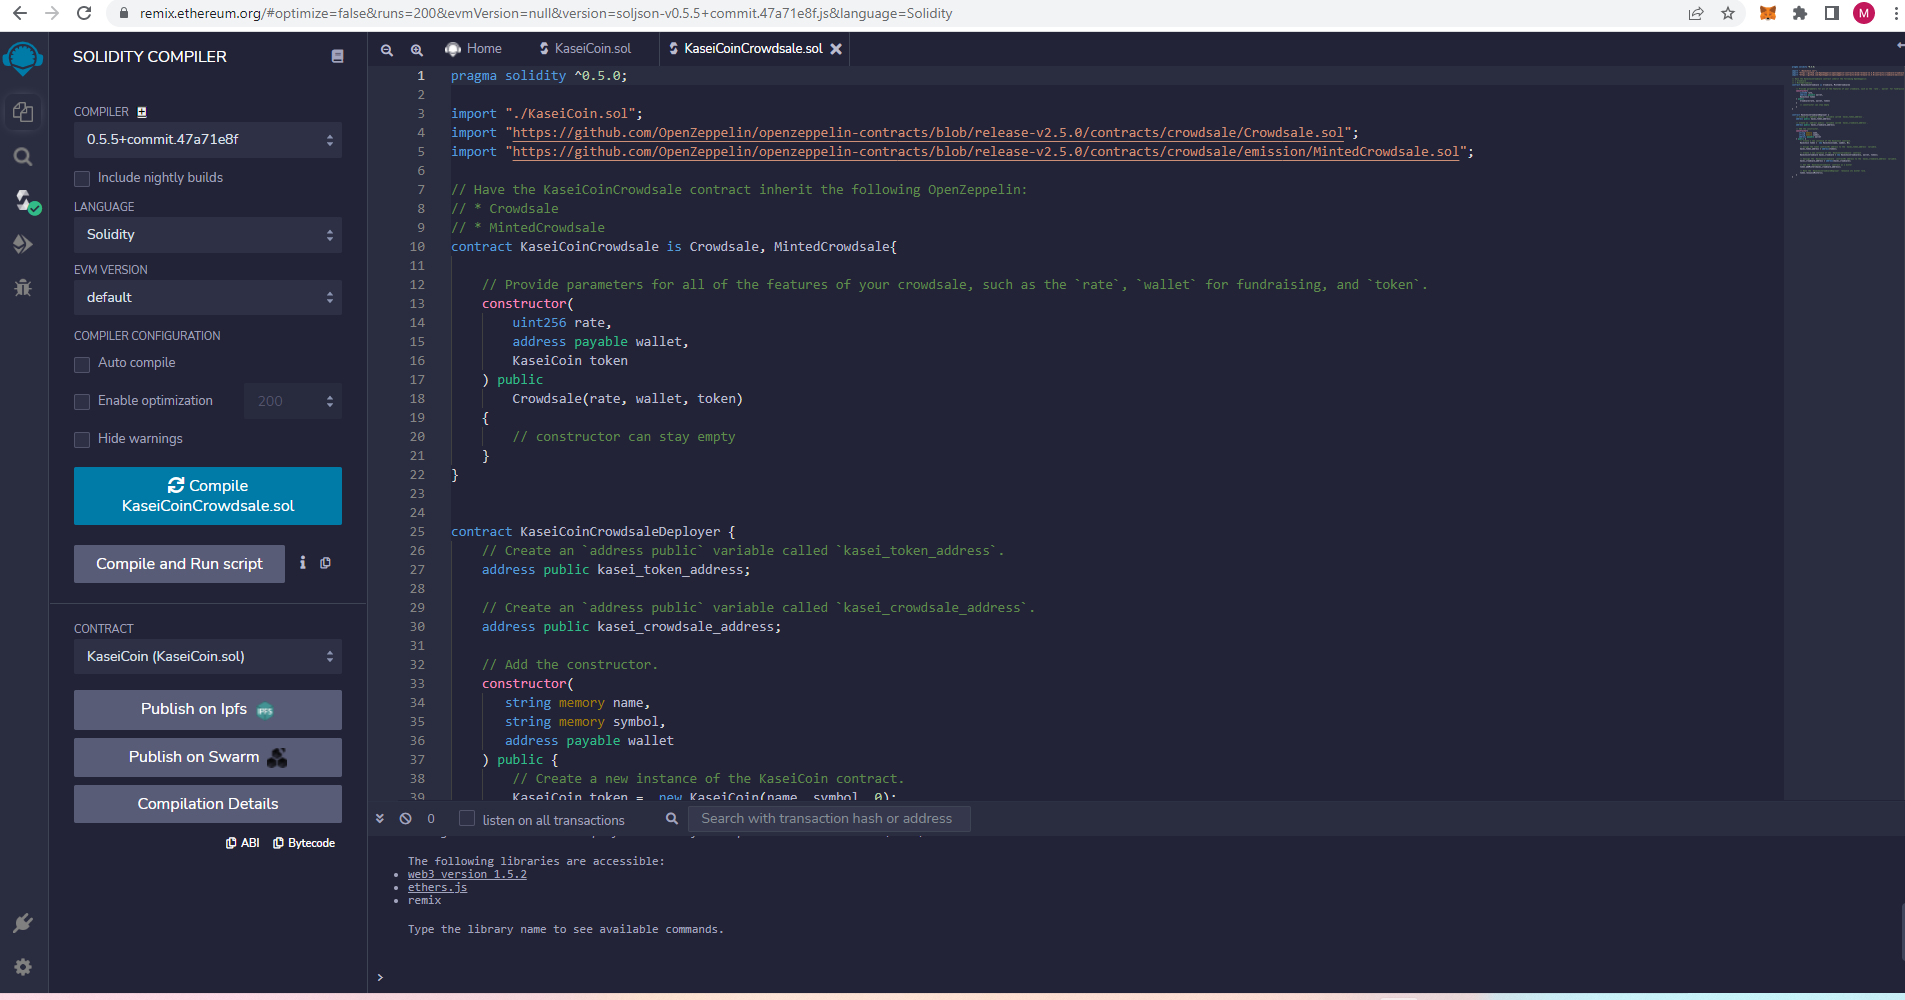 remix.ethereum.org/#optimize=false&runs=200&evmVersion=null&version=soljson-v0.5.5+commit.47a71e8f.js&language=Solidity
M
SOLIDITY COMPILER
COMPILER
0.5.5+commit.47a71e8f
Include nightly builds
LANGUAGE
Solidity
EVM VERSION
default
COMPILER CONFIGURATION
Auto compile
Enable optimization
200
Hide warnings
Compile
KaseiCoinCrowdsale.sol
Compile and Run script
CONTRACT
KaseiCoin (KaseiCoin.sol)
Publish on Ipfs
IPFS
Publish on Swarm
Compilation Details
ABI
Bytecode
Home
KaseiCoin.sol
KaseiCoinCrowdsale.sol
1 pragma solidity ^0.5.0;
2
3 import "./KaseiCoin.sol";
4 import "https://github.com/OpenZeppelin/openzeppelin-contracts/blob/release-v2.5.0/contracts/crowdsale/Crowdsale.sol";
5 import "https://github.com/OpenZeppelin/openzeppelin-contracts/blob/release-v2.5.0/contracts/crowdsale/emission/MintedCrowdsale.sol";
6
7 // Have the KaseiCoinCrowdsale contract inherit the following OpenZeppelin:
8 // * Crowdsale
9 // * MintedCrowdsale
10 contract KaseiCoinCrowdsale is Crowdsale, MintedCrowdsale{
11
12 // Provide parameters for all of the features of your crowdsale, such as the `rate`, `wallet` for fundraising, and `token`.
13 constructor(
14 uint256 rate,
15 address payable wallet,
16 KaseiCoin token
17 ) public
18 Crowdsale(rate, wallet, token)
19 {
20 // constructor can stay empty
21 }
22 }
23
24
25 contract KaseiCoinCrowdsaleDeployer {
26 // Create an `address public` variable called `kasei_token_address`.
27 address public kasei_token_address;
28
29 // Create an `address public` variable called `kasei_crowdsale_address`.
30 address public kasei_crowdsale_address;
31
32 // Add the constructor.
33 constructor(
34 string memory name,
35 string memory symbol,
36 address payable wallet
37 ) public {
38 // Create a new instance of the KaseiCoin contract.
39 KaseiCoin token = new KaseiCoin(name, symbol, 0);
0
listen on all transactions
Search with transaction hash or address
The following libraries are accessible:
• web3 version 1.5.2
• ethers.js
• remix
Type the library name to see available commands.
>